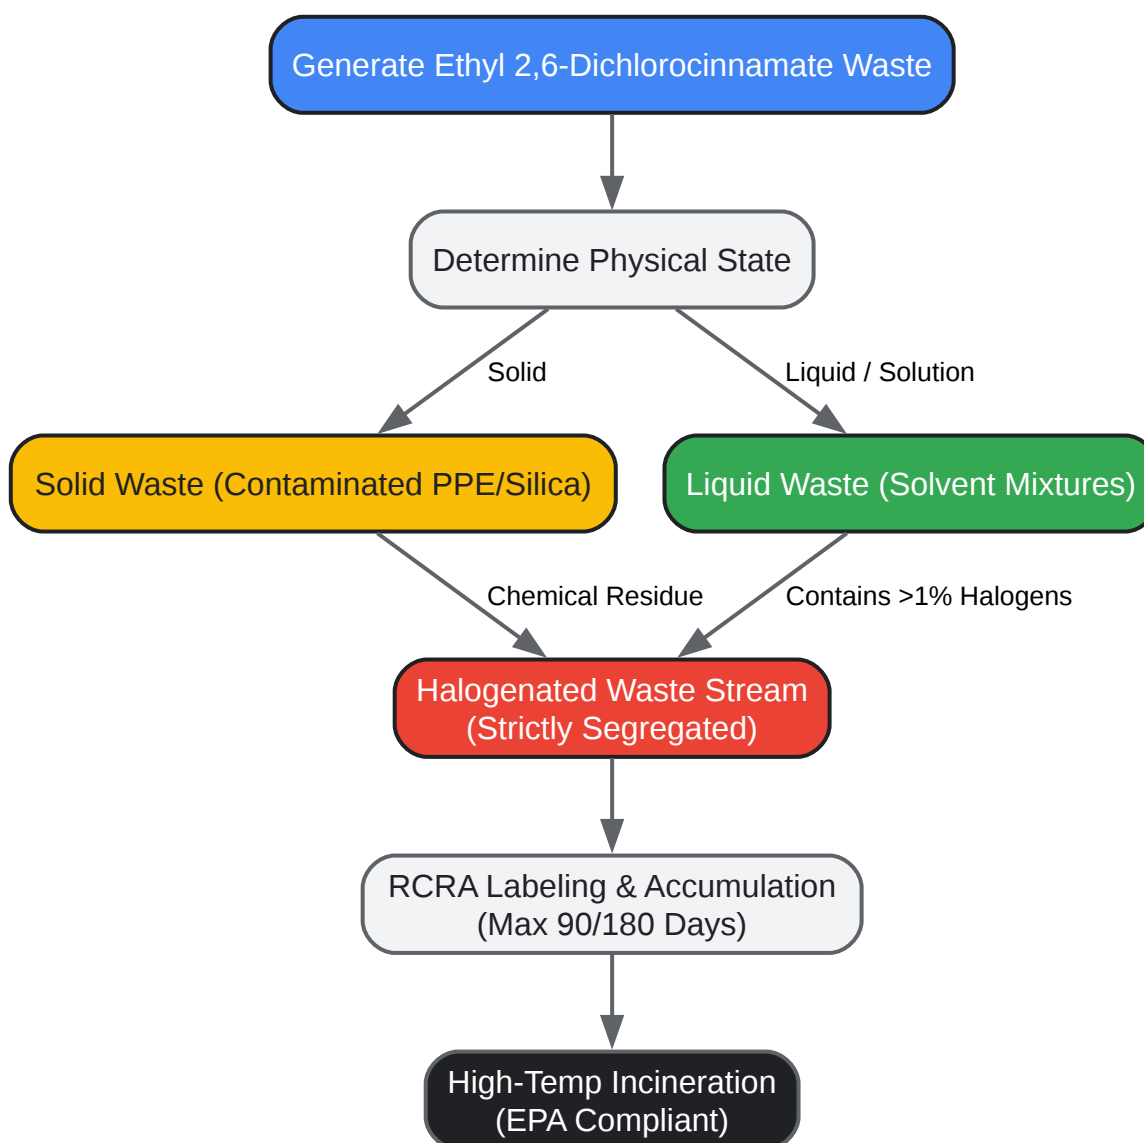 Generate Ethyl 2,6-Dichlorocinnamate Waste
Determine Physical State
Solid
Liquid / Solution
Solid Waste (Contaminated PPE/Silica)
Liquid Waste (Solvent Mixtures)
Chemical Residue
Contains >1% Halogens
Halogenated Waste Stream
(Strictly Segregated)
RCRA Labeling & Accumulation
(Max 90/180 Days)
High-Temp Incineration
(EPA Compliant)